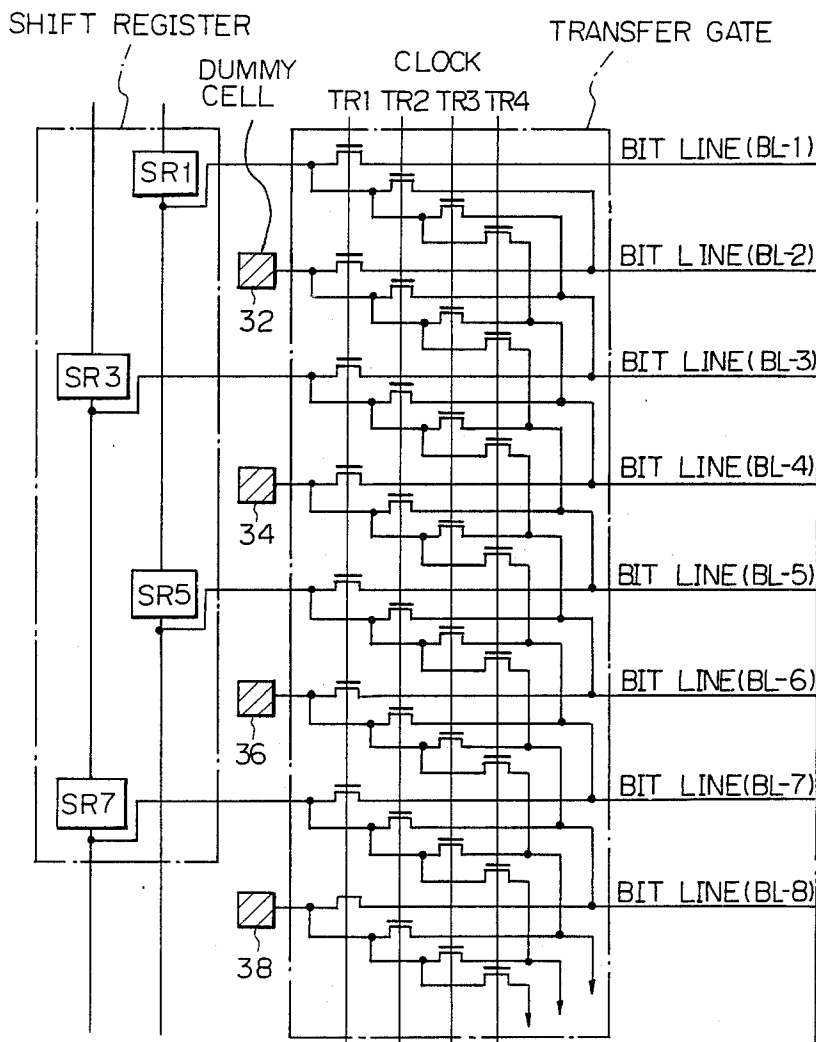 SHIFT REGISTER
TRANSFER GATE
DUMMY
CELL
CLOCK
TR1 TR2 TR3 TR4
SR1
BIT LINE(BL-1)
BIT LINE(BL-2)
32
SR3
BIT LINE(BL-3)
BIT LINE(BL-4)
34
SR5
BIT LINE(BL-5)
BIT LINE(BL-6)
36
SR7
BIT LINE(BL-7)
BIT LINE(BL-8)
38